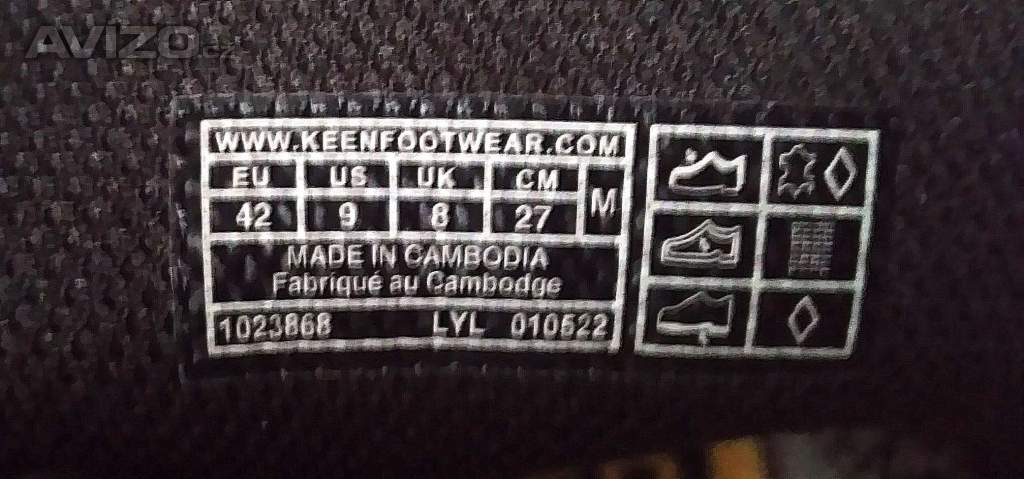 AVIZO.cz
WWW.KEENFOOTWEAR.COM
EU US UK CM M
42 9 8 27
MADE IN CAMBODIA
Fabriqué au Cambodge
1023868 LYL 010522